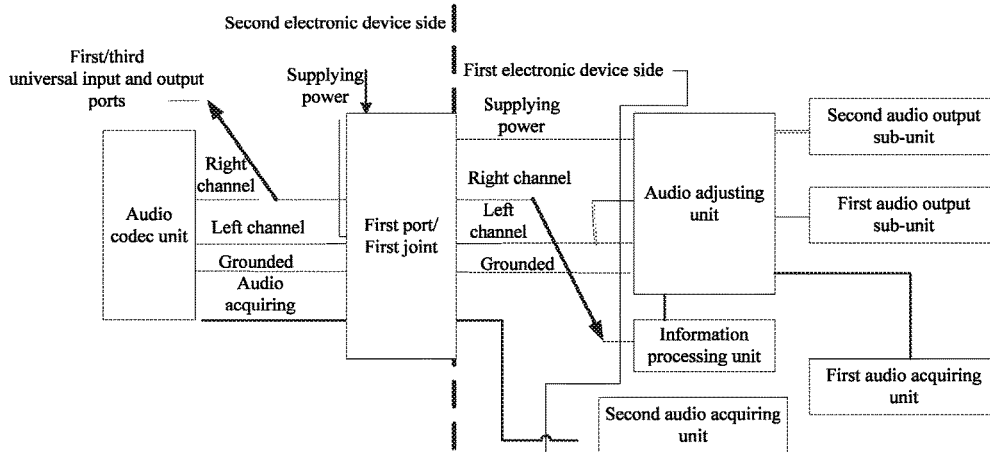 Second electronic device side
First/third
universal input and output
ports
Supplying
power
First electronic device side
Supplying
power
Second audio output
sub-unit
Right
channel
Right channel
Audio adjusting
unit
Audio
codec unit
Left channel
First port/
First joint
Left
channel
First audio output
sub-unit
Grounded
Grounded
Audio
acquiring
Information
processing unit
First audio acquiring
unit
Second audio acquiring
unit